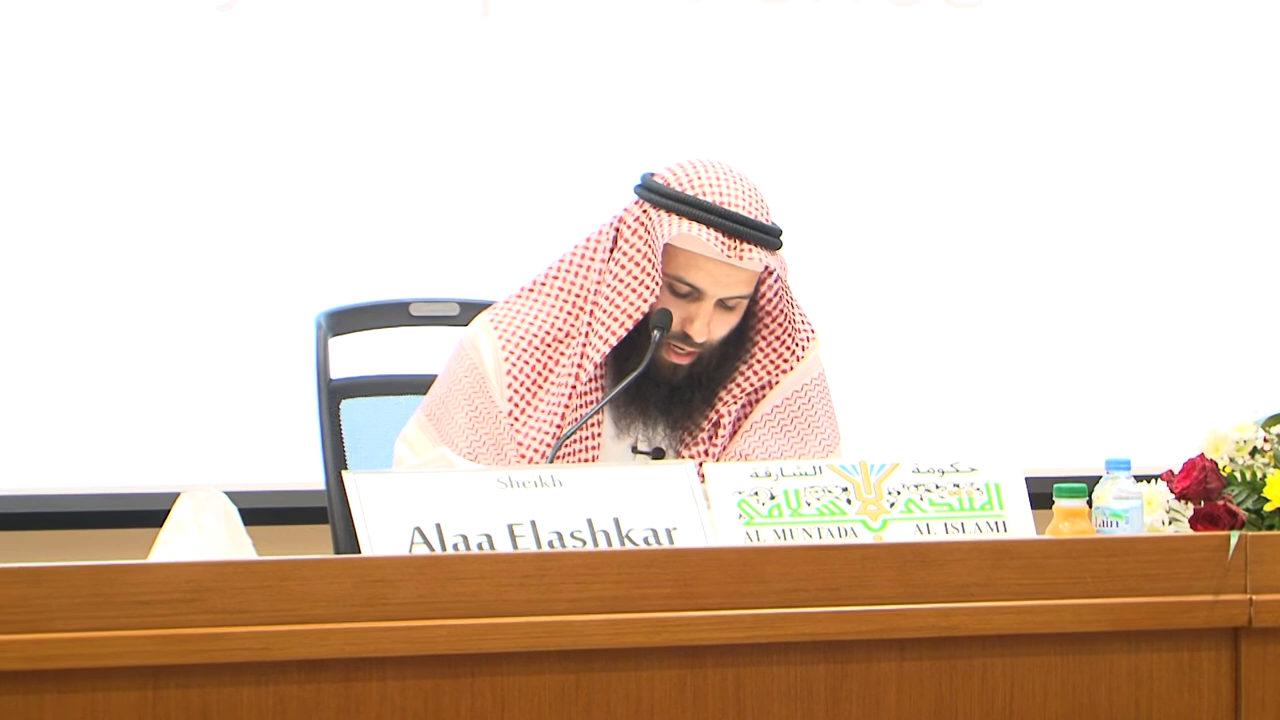 Sheikh
Alaa Elashkar
حكومة الشارقة
المنتدى الإسلامي
AL MUNTADA AL ISLAMI